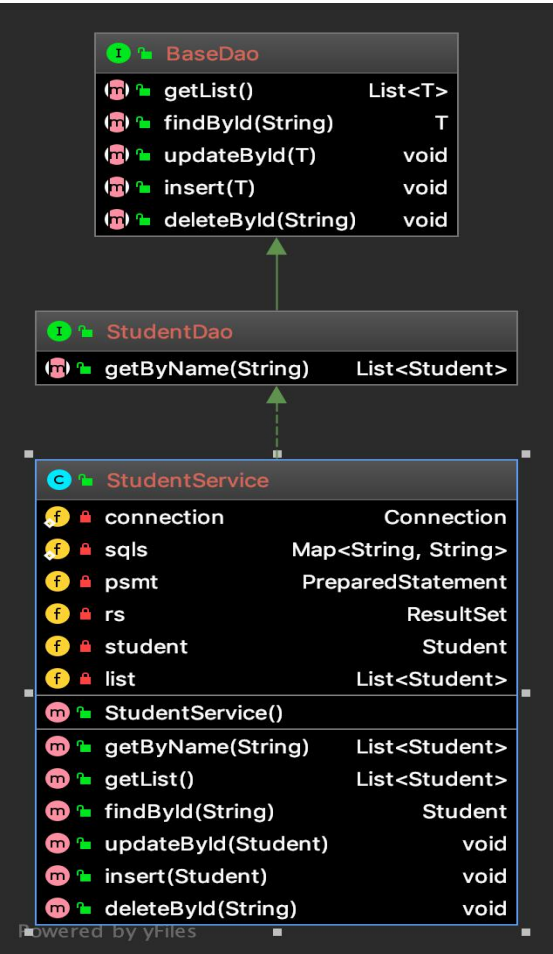 I BaseDao
m getList() List<T>
m findById(String) T
m updateById(T) void
m insert(T) void
m deleteById(String) void
I StudentDao
m getByName(String) List<Student>
C StudentService
f connection Connection
f sqls Map<String, String>
f psmt PreparedStatement
f rs ResultSet
f student Student
f list List<Student>
m StudentService()
m getByName(String) List<Student>
m getList() List<Student>
m findById(String) Student
m updateById(Student) void
m insert(Student) void
m deleteById(String) void
Powered by yFiles